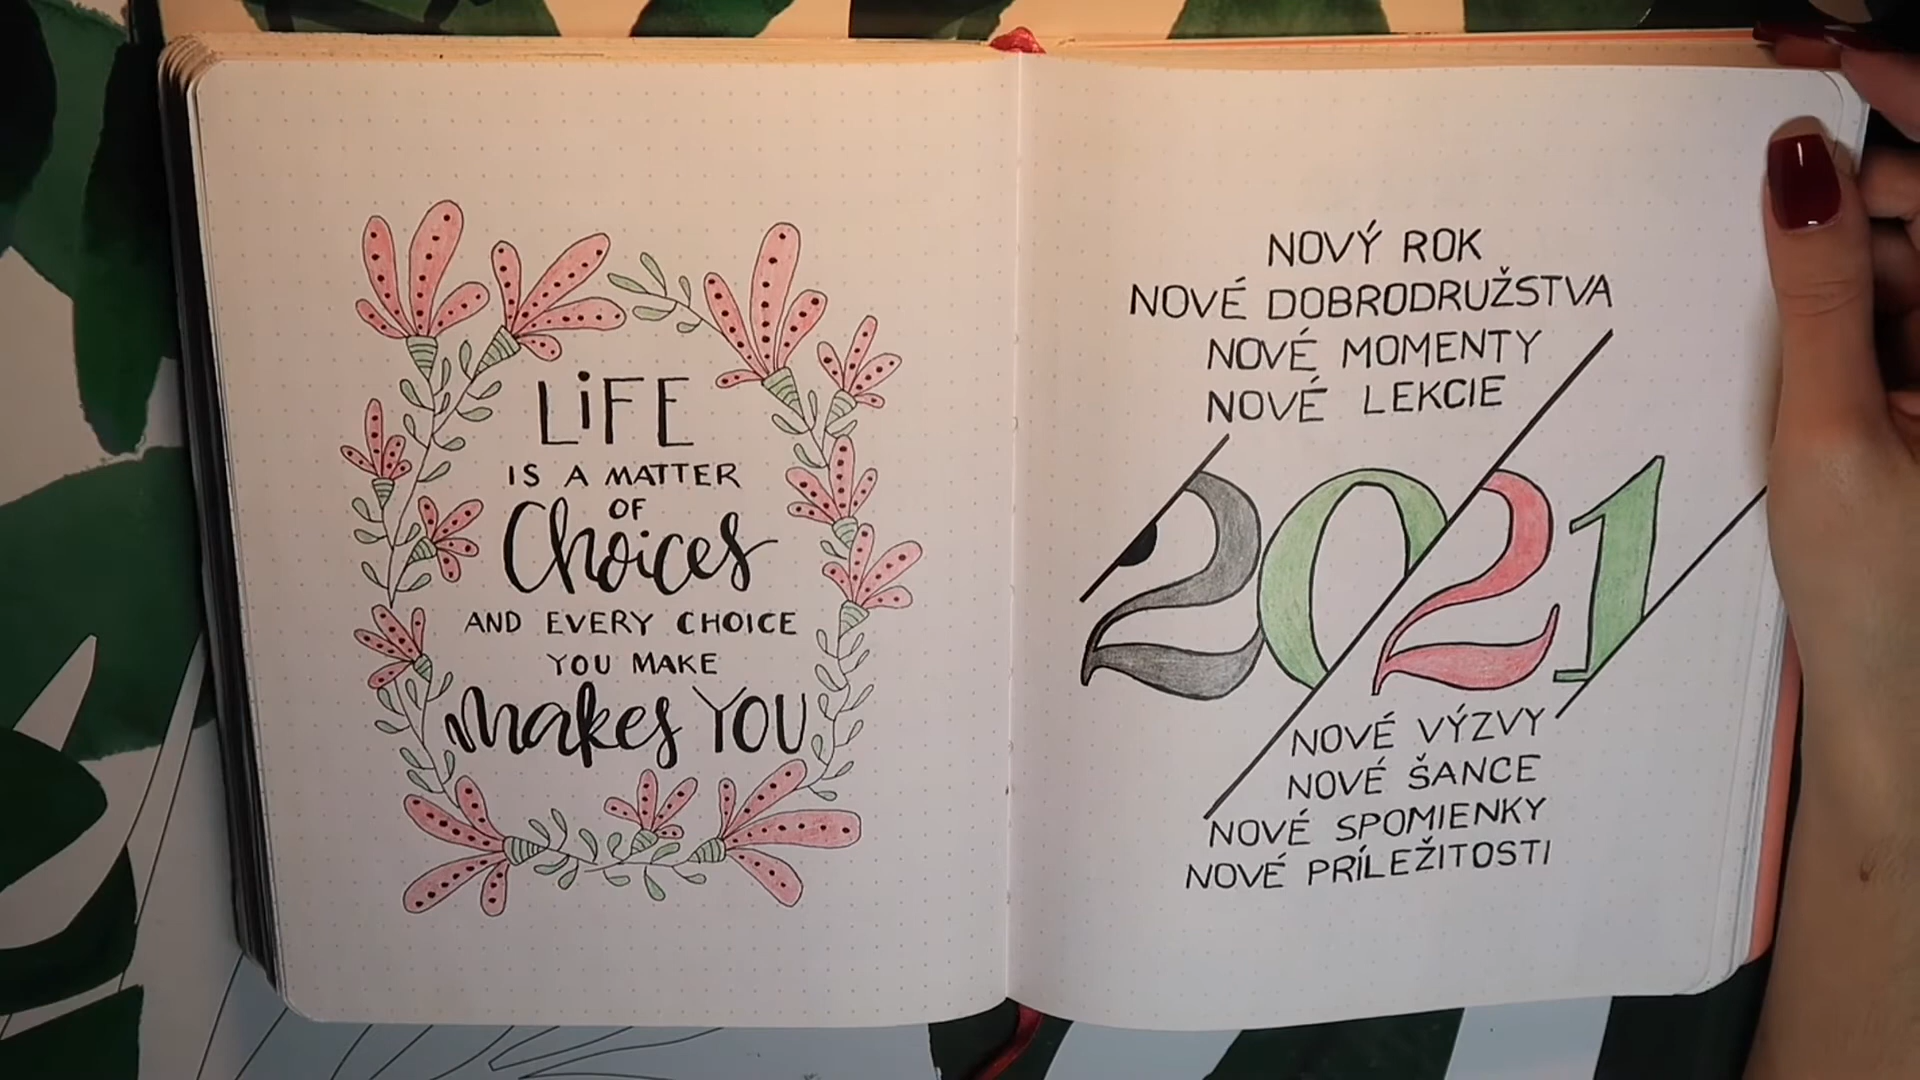 LiFE
IS A MATTER
OF
Choices
AND EVERY CHOICE
YOU MAKE
makes YOU
NOVÝ ROK
NOVÉ DOBRODRUŽSTVA
NOVÉ MOMENTY
NOVÉ LEKCIE
2021
NOVÉ VÝZVY
NOVÉ ŠANCE
NOVÉ SPOMIENKY
NOVÉ PRÍLEŽITOSTI